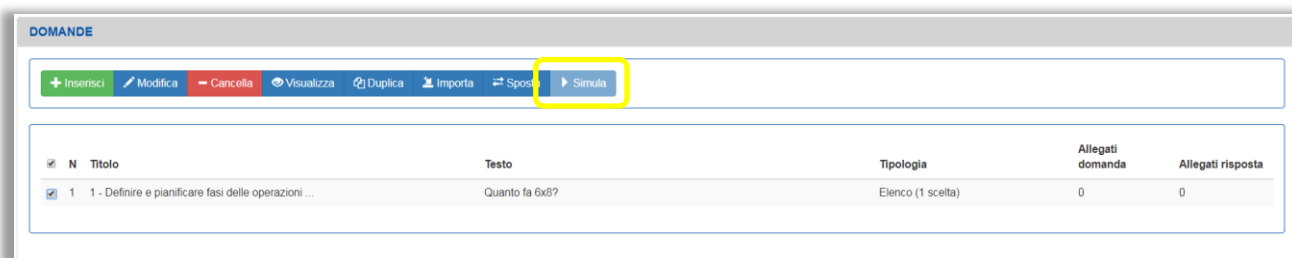 DOMANDE
Inserisci Modifica Cancella Visualizza Duplica Importa Sposta Simula
Allegati
N Titolo Testo Tipologia domanda Allegati risposta
1 1 - Definire e pianificare fasi delle operazioni ... Quanto fa 6x8? Elenco (1 scelta) 0 0